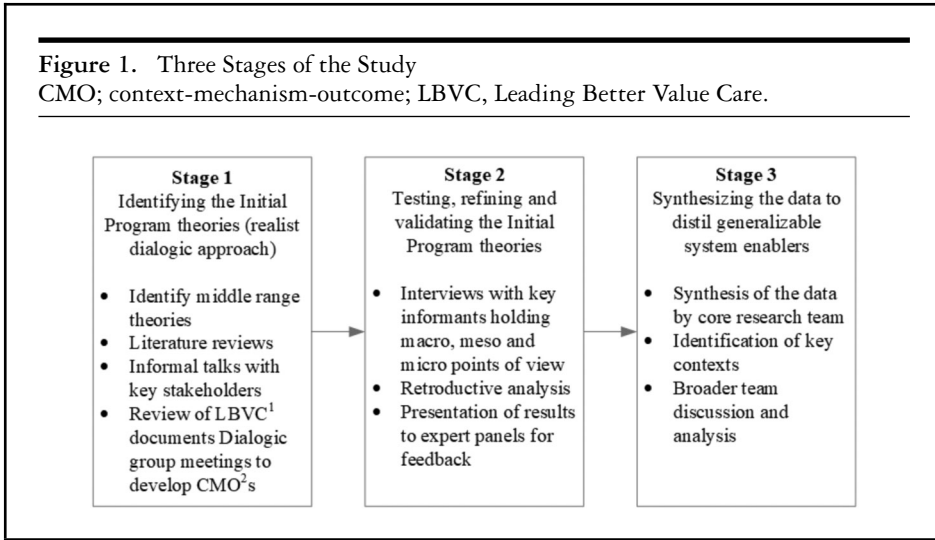 Figure 1. Three Stages of the Study
CMO; context-mechanism-outcome; LBVC, Leading Better Value Care.
Stage 1
Identifying the Initial
Program theories (realist
dialogic approach)
• Identify middle range
theories
• Literature reviews
• Informal talks with
key stakeholders
• Review of LBVC¹
documents Dialogic
group meetings to
develop CMO²s
Stage 2
Testing, refining and
validating the Initial
Program theories
• Interviews with key
informants holding
macro, meso and
micro points of view
• Retroductive analysis
• Presentation of results
to expert panels for
feedback
Stage 3
Synthesizing the data to
distil generalizable
system enablers
• Synthesis of the data
by core research team
• Identification of key
contexts
• Broader team
discussion and
analysis